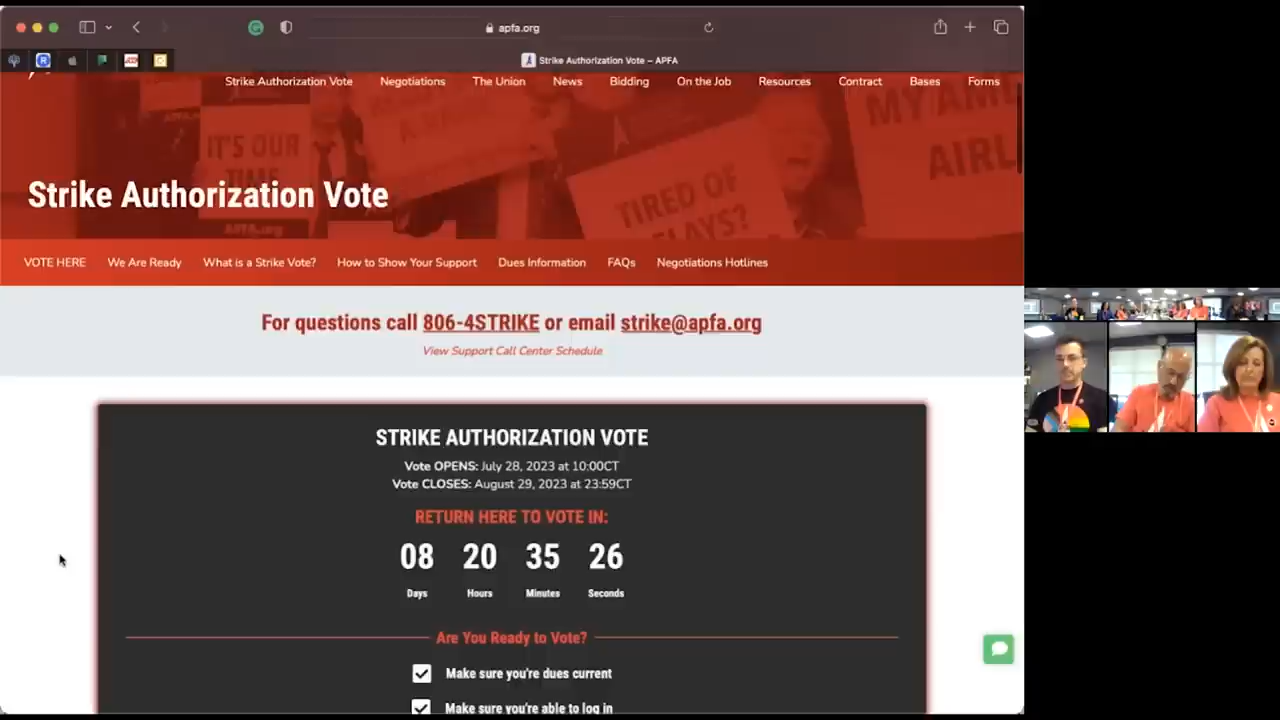 apfa.org
Strike Authorization Vote – APFA
Strike Authorization Vote Negotiations The Union News Bidding On the Job Resources Contract Bases Forms
IT'S OUR
TIME
APFA.org
TIRED OF
DELAYS?
AIRL
Strike Authorization Vote
VOTE HERE We Are Ready What is a Strike Vote? How to Show Your Support Dues Information FAQs Negotiations Hotlines
For questions call 806-4STRIKE or email strike@apfa.org
View Support Call Center Schedule
STRIKE AUTHORIZATION VOTE
Vote OPENS: July 28, 2023 at 10:00CT
Vote CLOSES: August 29, 2023 at 23:59CT
RETURN HERE TO VOTE IN:
08 20 35 26
Days Hours Minutes Seconds
Are You Ready to Vote?
Make sure you're dues current
Make sure you're able to log in